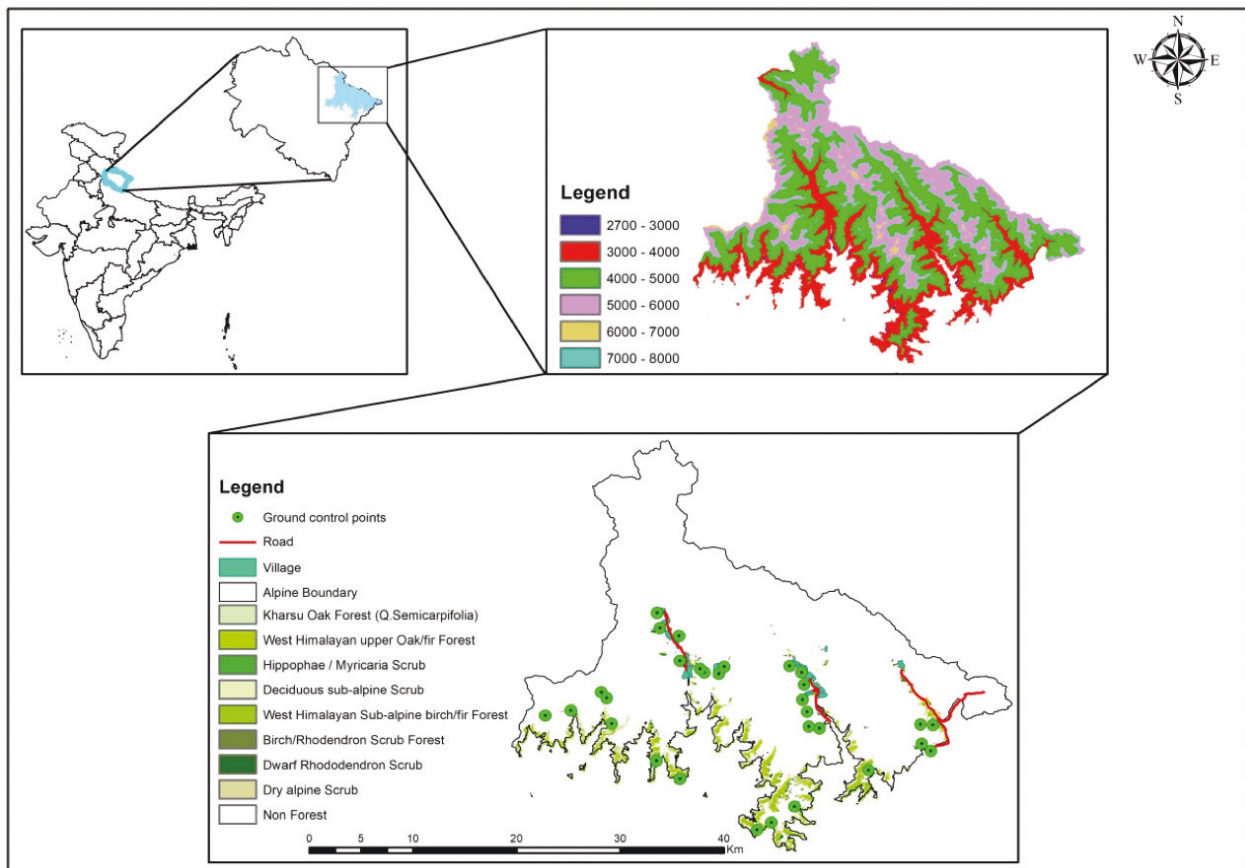 N
W E
S
Legend
2700 - 3000
3000 - 4000
4000 - 5000
5000 - 6000
6000 - 7000
7000 - 8000
Legend
Ground control points
Road
Village
Alpine Boundary
Kharsu Oak Forest (Q.Semicarpifolia)
West Himalayan upper Oak/fir Forest
Hippophae / Myricaria Scrub
Deciduous sub-alpine Scrub
West Himalayan Sub-alpine birch/fir Forest
Birch/Rhodendron Scrub Forest
Dwarf Rhododendron Scrub
Dry alpine Scrub
Non Forest
0 10 20 30 40
Km